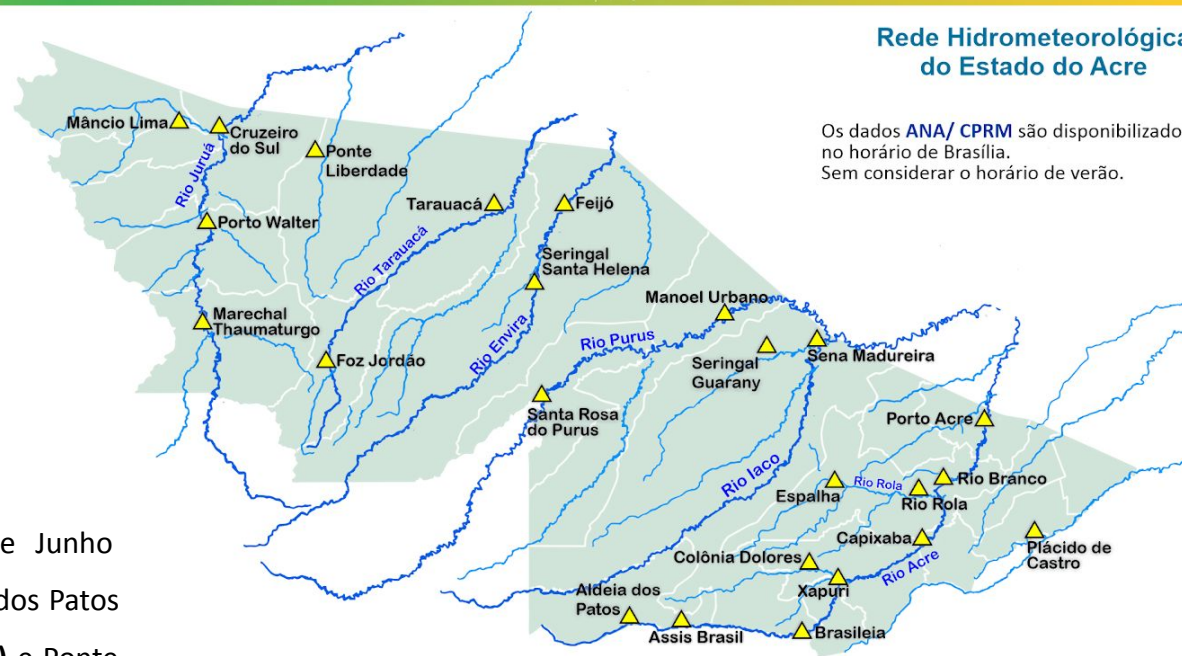 Rede Hidrometeorológica
do Estado do Acre
Os dados ANA/ CPRM são disponibilizado
no horário de Brasília.
Sem considerar o horário de verão.
Mâncio Lima
Cruzeiro
do Sul
Ponte
Liberdade
Rio Juruá
Porto Walter
Tarauacá
Feijó
Rio Tarauacá
Seringal
Santa Helena
Marechal
Thaumaturgo
Foz Jordão
Rio Envira
Manoel Urbano
Rio Purus
Seringal
Guarany
Sena Madureira
Santa Rosa
do Purus
Porto Acre
Rio Iaco
Espalha
Rio Rola
Rio Branco
Rio Rola
Capixaba
Plácido de
Castro
Colônia Dolores
Rio Acre
Xapuri
Aldeia dos
Patos
Assis Brasil
Brasileia
e Junho
dos Patos
) e Ponte